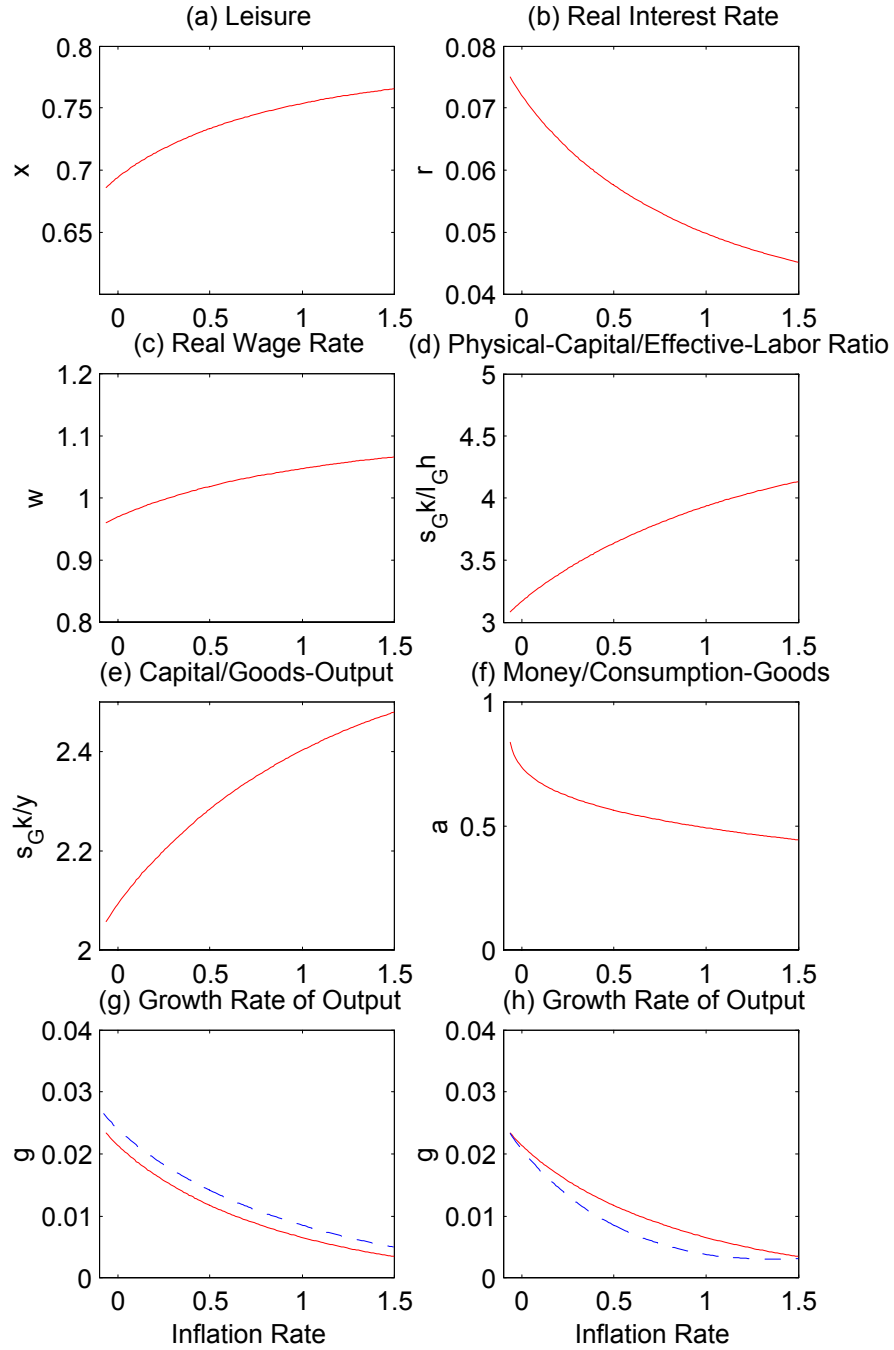 (a) Leisure
0.8
0.75
0.7
0.65
x
0 0.5 1 1.5
(b) Real Interest Rate
0.08
0.07
0.06
0.05
0.04
r
0 0.5 1 1.5
(c) Real Wage Rate
1.2
1.1
1
0.9
0.8
w
0 0.5 1 1.5
(d) Physical-Capital/Effective-Labor Ratio
5
4.5
4
3.5
3
s_G k/l_G h
0 0.5 1 1.5
(e) Capital/Goods-Output
2.4
2.2
2
s_G k/y
0 0.5 1 1.5
(f) Money/Consumption-Goods
1
0.5
0
a
0 0.5 1 1.5
(g) Growth Rate of Output
0.04
0.03
0.02
0.01
0
g
0 0.5 1 1.5
Inflation Rate
(h) Growth Rate of Output
0.04
0.03
0.02
0.01
0
g
0 0.5 1 1.5
Inflation Rate